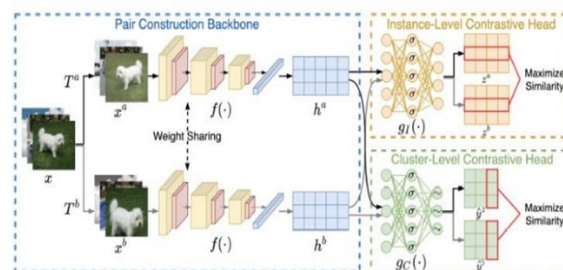 Pair Construction Backbone
Instance-Level Contrastive Head
T^a
x^a
f(·)
h^a
σ
σ
σ
σ
g_I(·)
z^a
z^b
Maximize
Similarity
x
Weight Sharing
Cluster-Level Contrastive Head
T^b
x^b
f(·)
h^b
σ
σ
σ
σ
g_C(·)
Maximize
Similarity